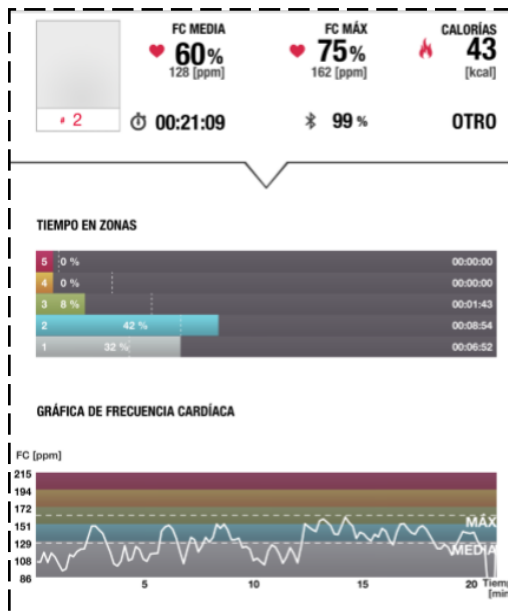 FC MEDIA
60%
128 [ppm]
FC MÁX
75%
162 [ppm]
CALORÍAS
43
[kcal]
2
00:21:09
99 %
OTRO
TIEMPO EN ZONAS
5 0 % 00:00:00
4 0 % 00:00:00
3 8 % 00:01:43
2 42 % 00:08:54
1 32 % 00:06:52
GRÁFICA DE FRECUENCIA CARDÍACA
FC [ppm]
215
194
172
MÁX
151
129
MEDIA
108
86
5 10 15 20 Tiemp
[min